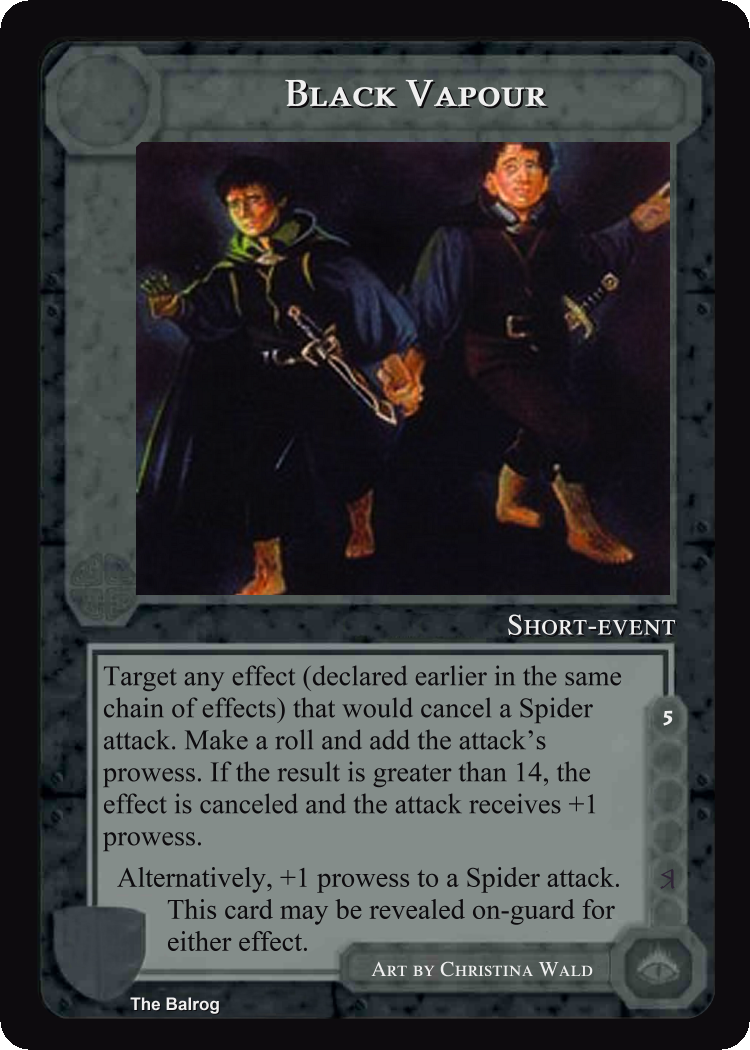 Black Vapour
Short-event
Target any effect (declared earlier in the same
chain of effects) that would cancel a Spider
attack. Make a roll and add the attack's
prowess. If the result is greater than 14, the
effect is canceled and the attack receives +1
prowess.
Alternatively, +1 prowess to a Spider attack.
This card may be revealed on-guard for
either effect.
5
Art by Christina Wald
The Balrog